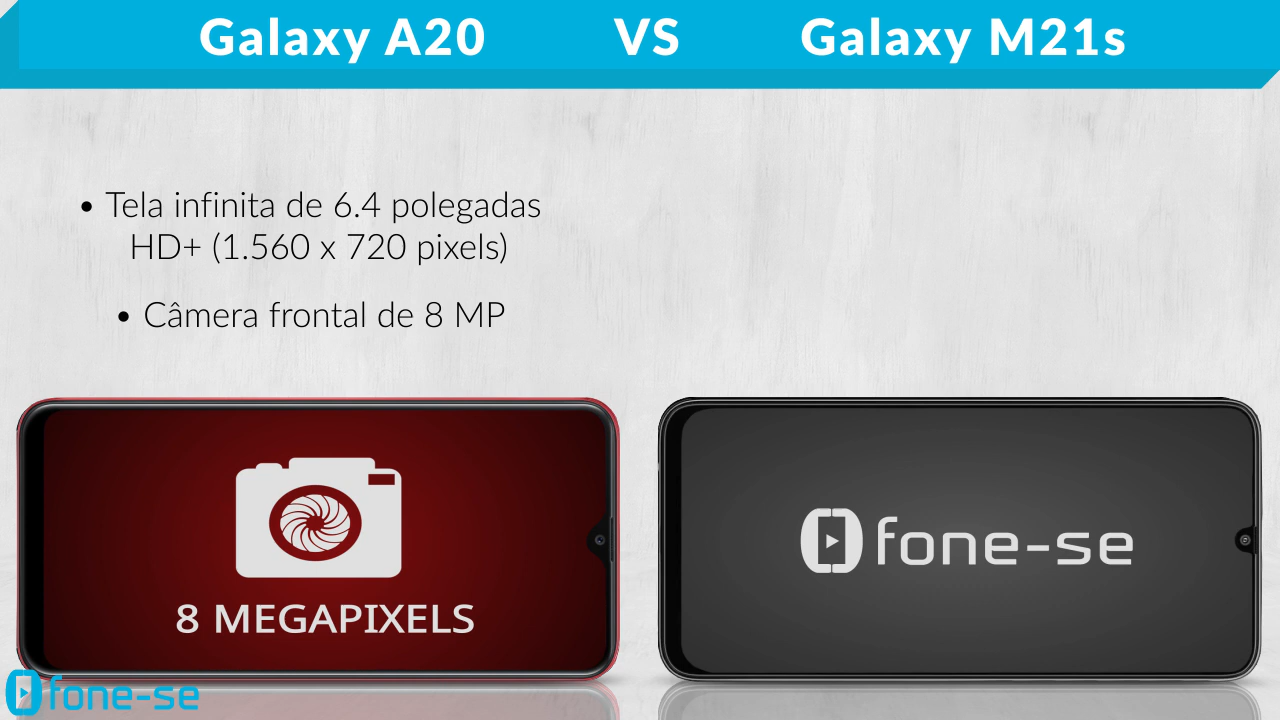 Galaxy A20 VS Galaxy M21s
• Tela infinita de 6.4 polegadas
HD+ (1.560 x 720 pixels)
• Câmera frontal de 8 MP
8 MEGAPIXELS
fone-se
fone-se